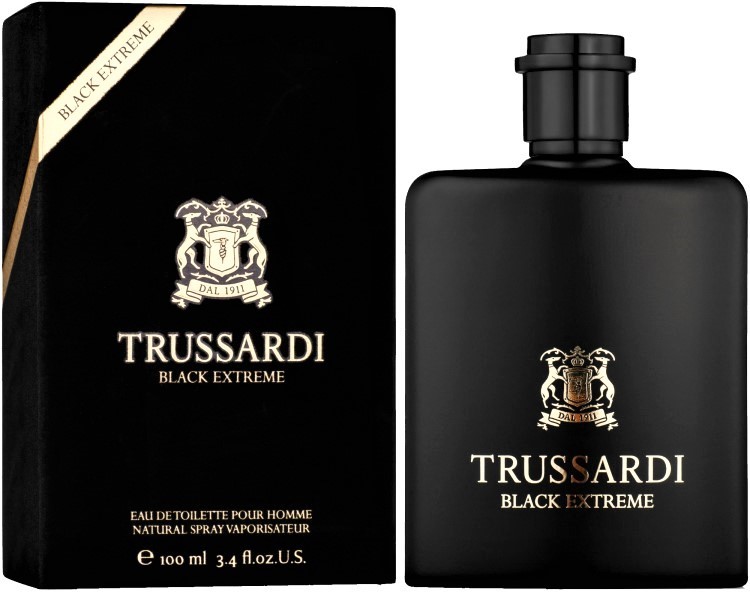 BLACK EXTREME
DAL 1911
TRUSSARDI
BLACK EXTREME
EAU DE TOILETTE POUR HOMME
NATURAL SPRAY VAPORISATEUR
℮ 100 ml 3.4 fl.oz.U.S.
DAL 1911
TRUSSARDI
BLACK EXTREME